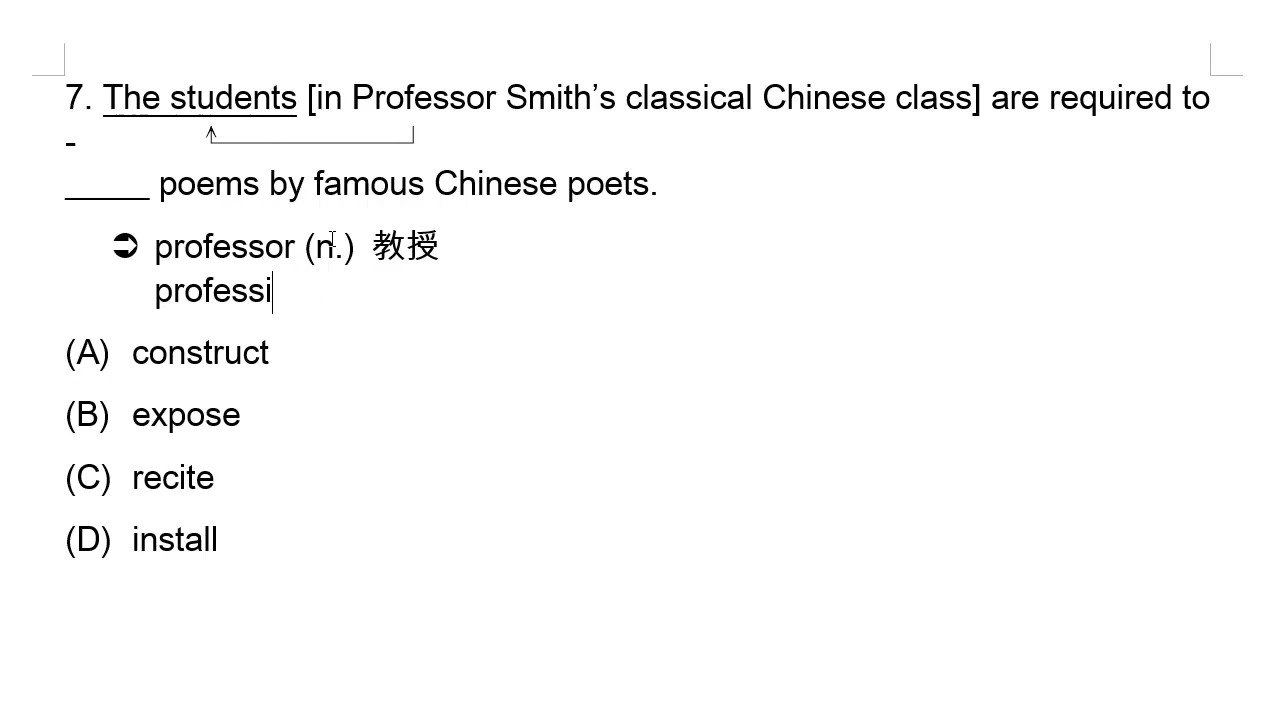 7. The students [in Professor Smith’s classical Chinese class] are required to
-
_____ poems by famous Chinese poets.
➲ professor (n.) 教授
professi
(A) construct
(B) expose
(C) recite
(D) install